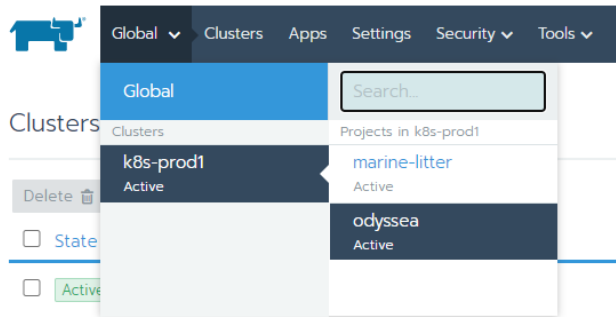 Global Clusters Apps Settings Security Tools
Global
Search...
Clusters
Clusters
Projects in k8s-prod1
k8s-prod1
Active
marine-litter
Active
Delete
odyssea
Active
State
Active